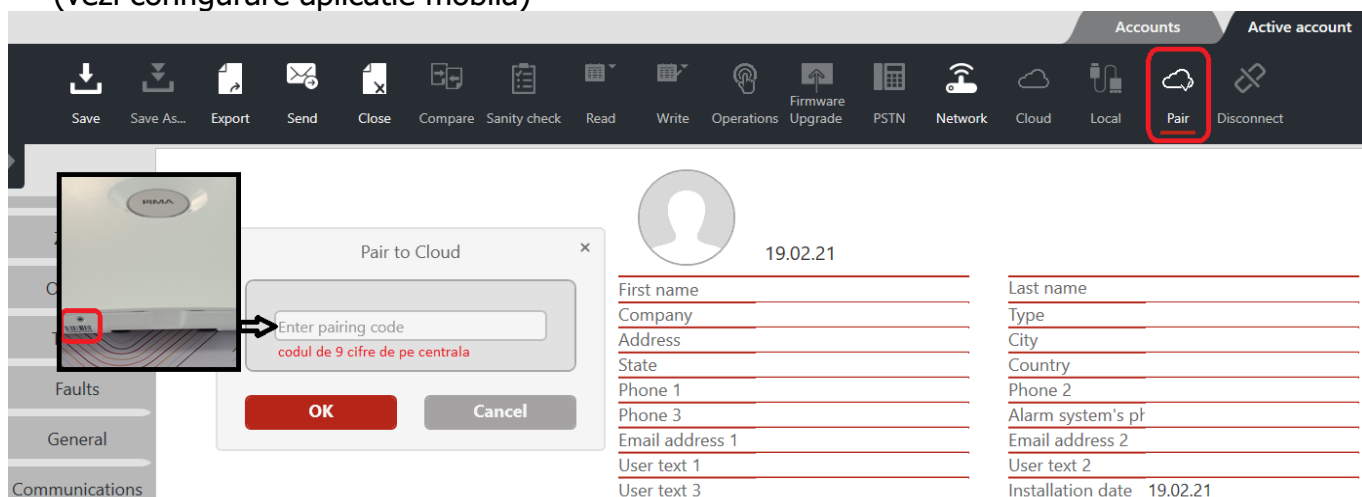 (vezi configurare aplicatie mobila)
Accounts Active account
Save Save As... Export Send Close Compare Sanity check Read Write Operations Firmware Upgrade PSTN Network Cloud Local Pair Disconnect
PIMA
Pair to Cloud ×
19.02.21
Enter pairing code
codul de 9 cifre de pe centrala
OK Cancel
Faults
General
Communications
First name Last name
Company Type
Address City
State Country
Phone 1 Phone 2
Phone 3 Alarm system's ph
Email address 1 Email address 2
User text 1 User text 2
User text 3 Installation date 19.02.21